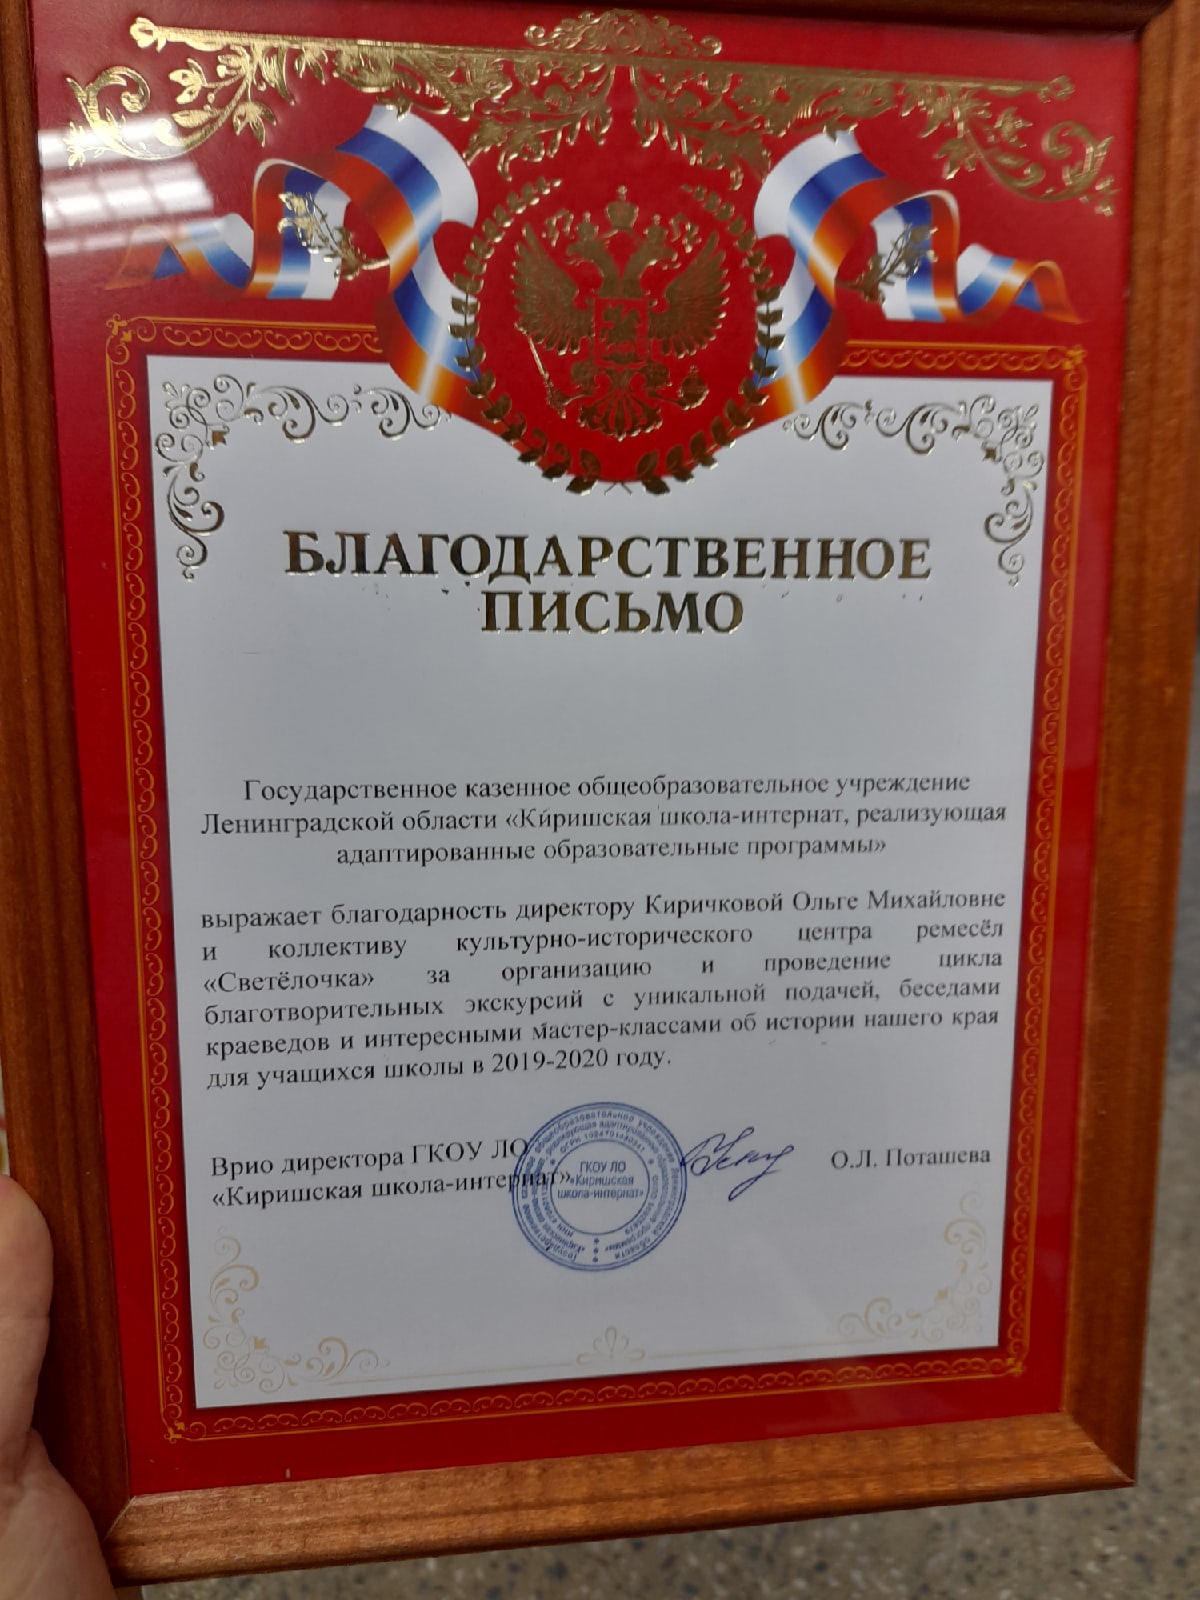 БЛАГОДАРСТВЕННОЕ
ПИСЬМО
Государственное казенное общеобразовательное учреждение
Ленинградской области «Киришская школа-интернат, реализующая
адаптированные образовательные программы»
выражает благодарность директору Киричковой Ольге Михайловне
и коллективу культурно-исторического центра ремесёл
«Светёлочка» за организацию и проведение цикла
благотворительных экскурсий с уникальной подачей, беседами
краеведов и интересными мастер-классами об истории нашего края
для учащихся школы в 2019-2020 году.
Врио директора ГКОУ ЛО
«Киришская школа-интернат»
О.Л. Поташева
ГКОУ ЛО
«Киришская
школа-интернат»